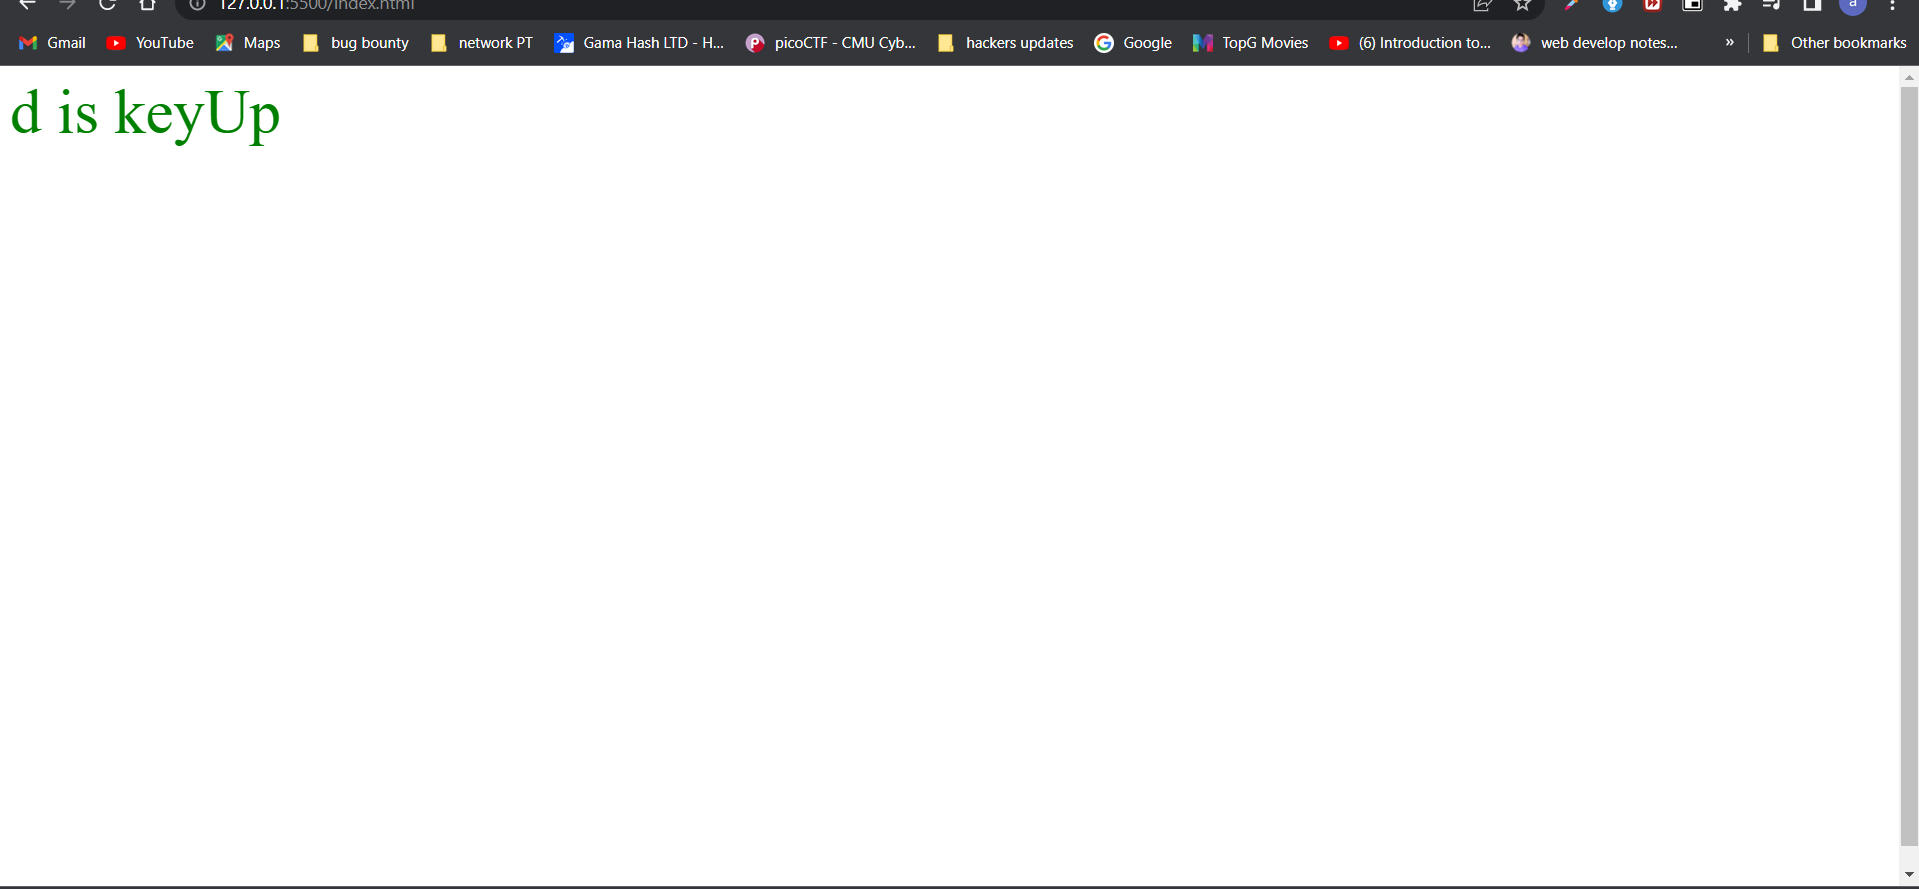 127.0.0.1:5500/index.html
Gmail YouTube Maps bug bounty network PT Gama Hash LTD - H... picoCTF - CMU Cyb... hackers updates Google TopG Movies (6) Introduction to... web develop notes... » Other bookmarks
d is keyUp